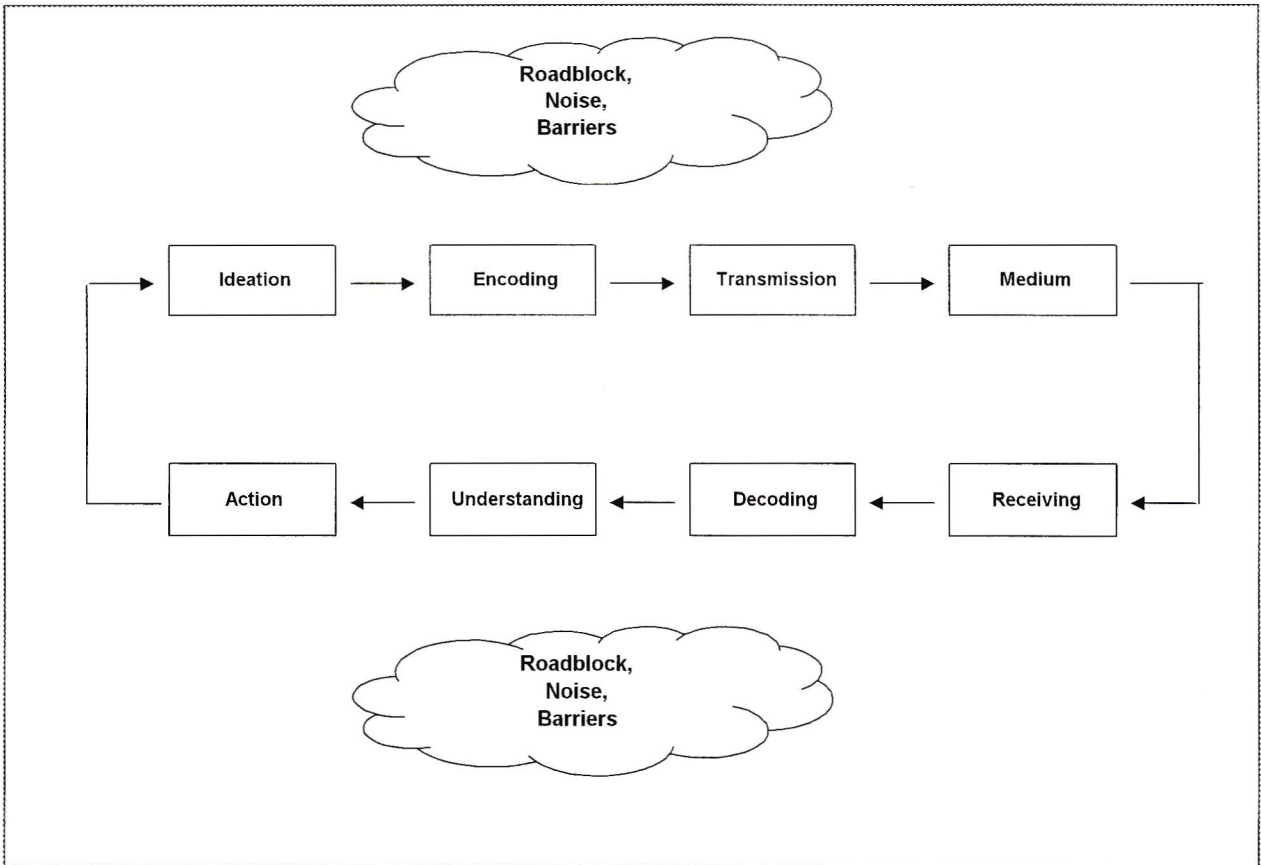 Roadblock,
Noise,
Barriers
Ideation
Encoding
Transmission
Medium
Action
Understanding
Decoding
Receiving
Roadblock,
Noise,
Barriers